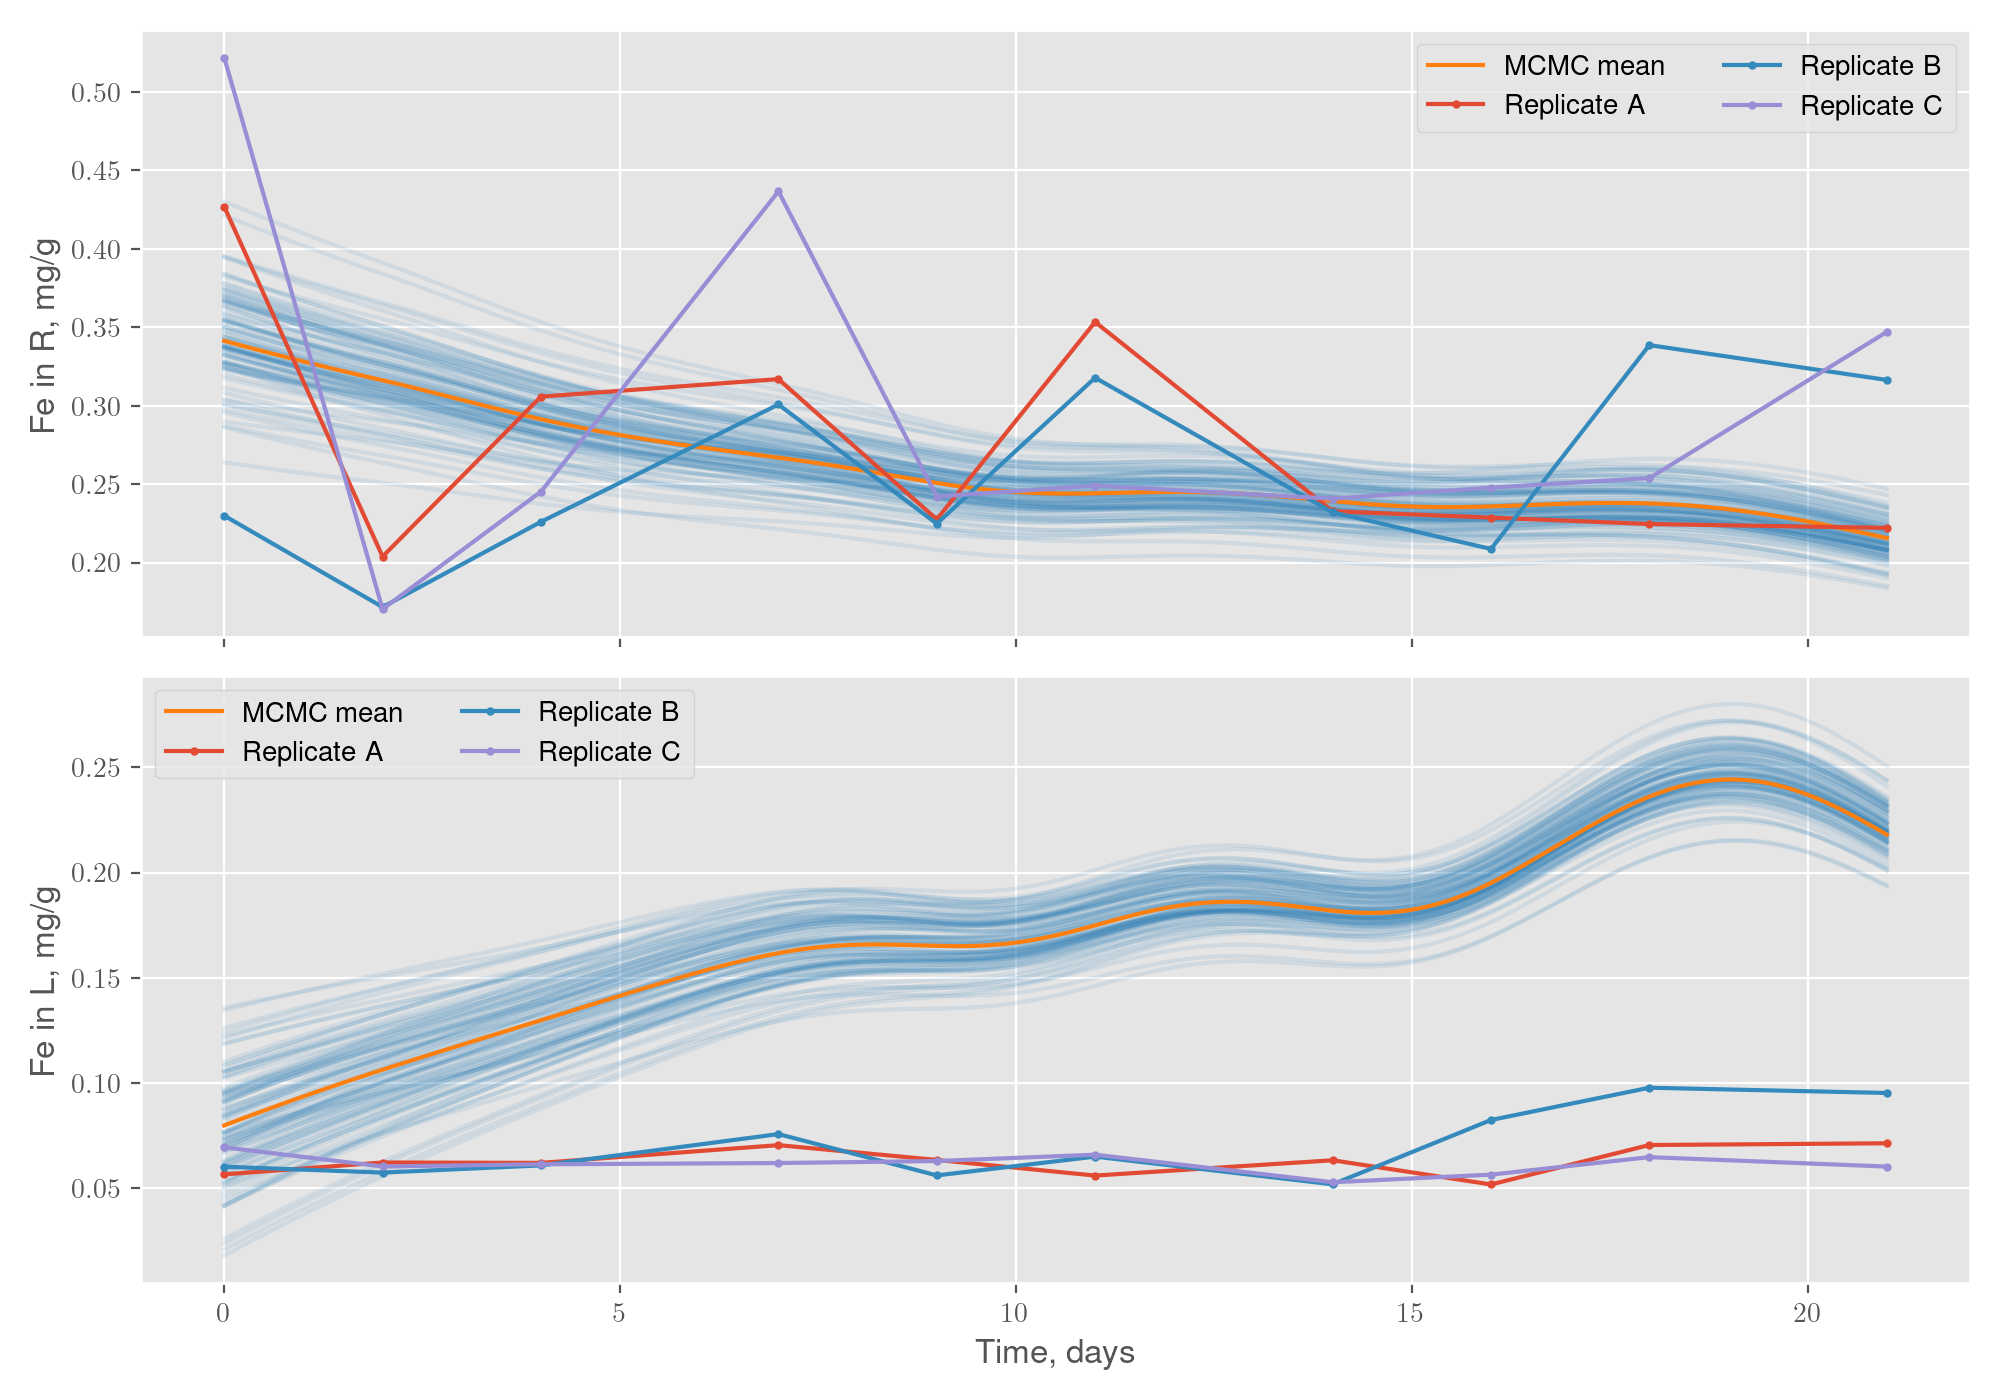 Fe in R, mg/g
0.50
0.45
0.40
0.35
0.30
0.25
0.20
MCMC mean
Replicate A
Replicate B
Replicate C
Fe in L, mg/g
0.25
0.20
0.15
0.10
0.05
MCMC mean
Replicate A
Replicate B
Replicate C
0 5 10 15 20
Time, days